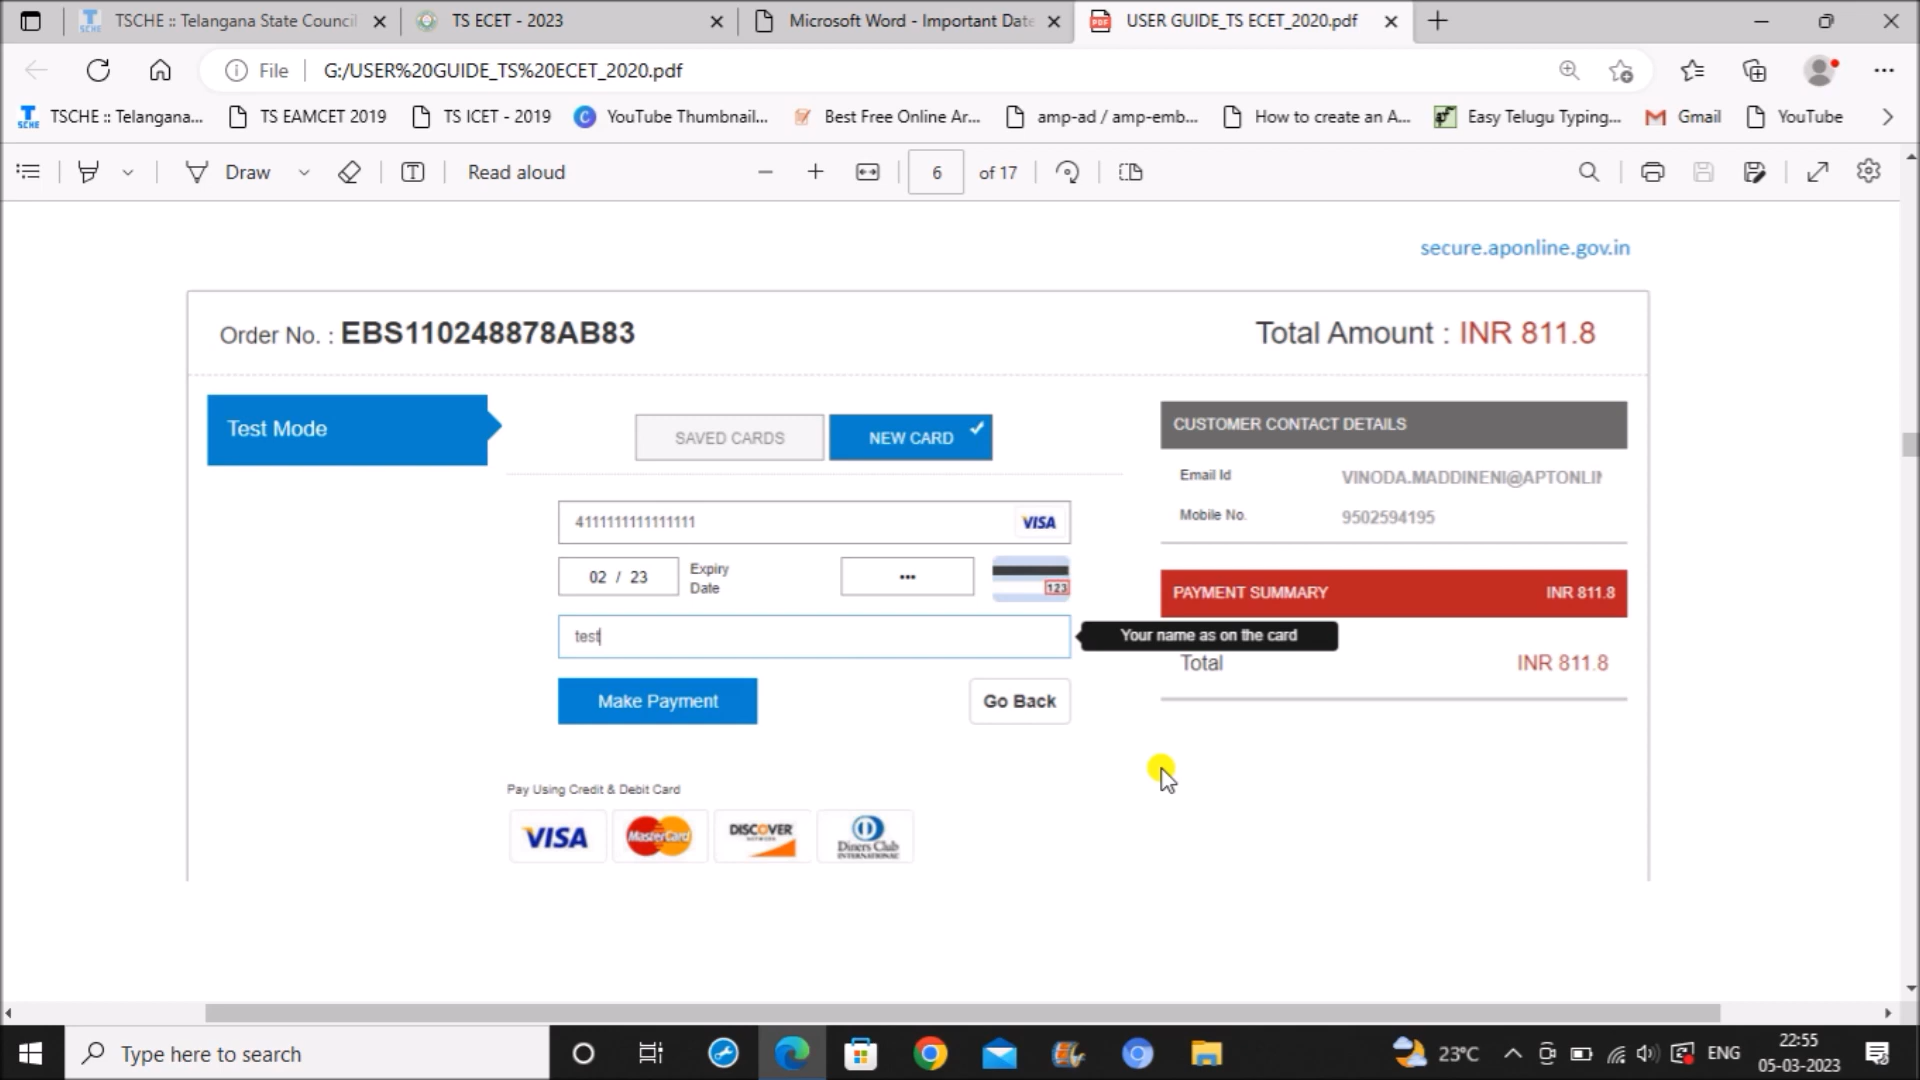 TSCHE :: Telangana State Council
TS ECET - 2023
Microsoft Word - Important Date
USER GUIDE_TS ECET_2020.pdf
File
G:/USER%20GUIDE_TS%20ECET_2020.pdf
TSCHE :: Telangana...
TS EAMCET 2019
TS ICET - 2019
YouTube Thumbnail...
Best Free Online Ar...
amp-ad / amp-emb...
How to create an A...
Easy Telugu Typing...
Gmail
YouTube
Draw
Read aloud
6 of 17
secure.aponline.gov.in
Order No. : EBS110248878AB83
Total Amount : INR 811.8
Test Mode
SAVED CARDS
NEW CARD
CUSTOMER CONTACT DETAILS
Email Id VINODA.MADDINENI@APTONLI
Mobile No. 9502594195
4111111111111111
VISA
02 / 23
Expiry
Date
•••
123
PAYMENT SUMMARY INR 811.8
test
Your name as on the card
Total INR 811.8
Make Payment
Go Back
Pay Using Credit & Debit Card
VISA
MasterCard
DISCOVER
NETWORK
Diners Club
INTERNATIONAL
Type here to search
23°C
ENG
22:55
05-03-2023